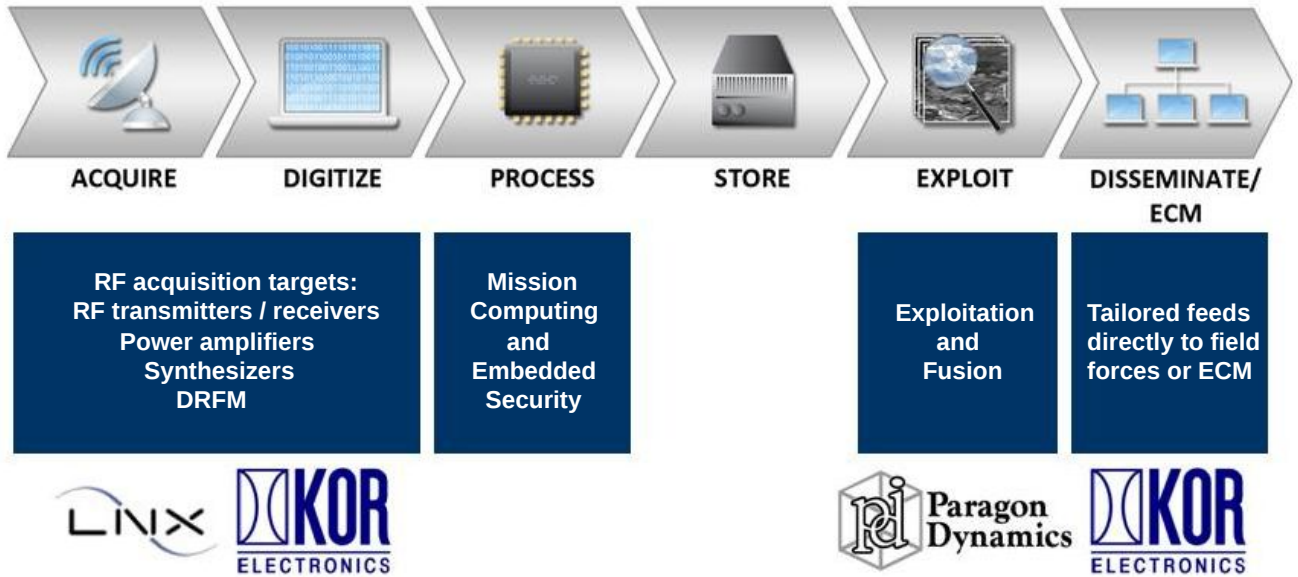 ACQUIRE
DIGITIZE
PROCESS
STORE
EXPLOIT
DISSEMINATE/
ECM
RF acquisition targets:
RF transmitters / receivers
Power amplifiers
Synthesizers
DRFM
Mission
Computing
and
Embedded
Security
Exploitation
and
Fusion
Tailored feeds
directly to field
forces or ECM
LNX
KOR
ELECTRONICS
pdi
Paragon
Dynamics
KOR
ELECTRONICS